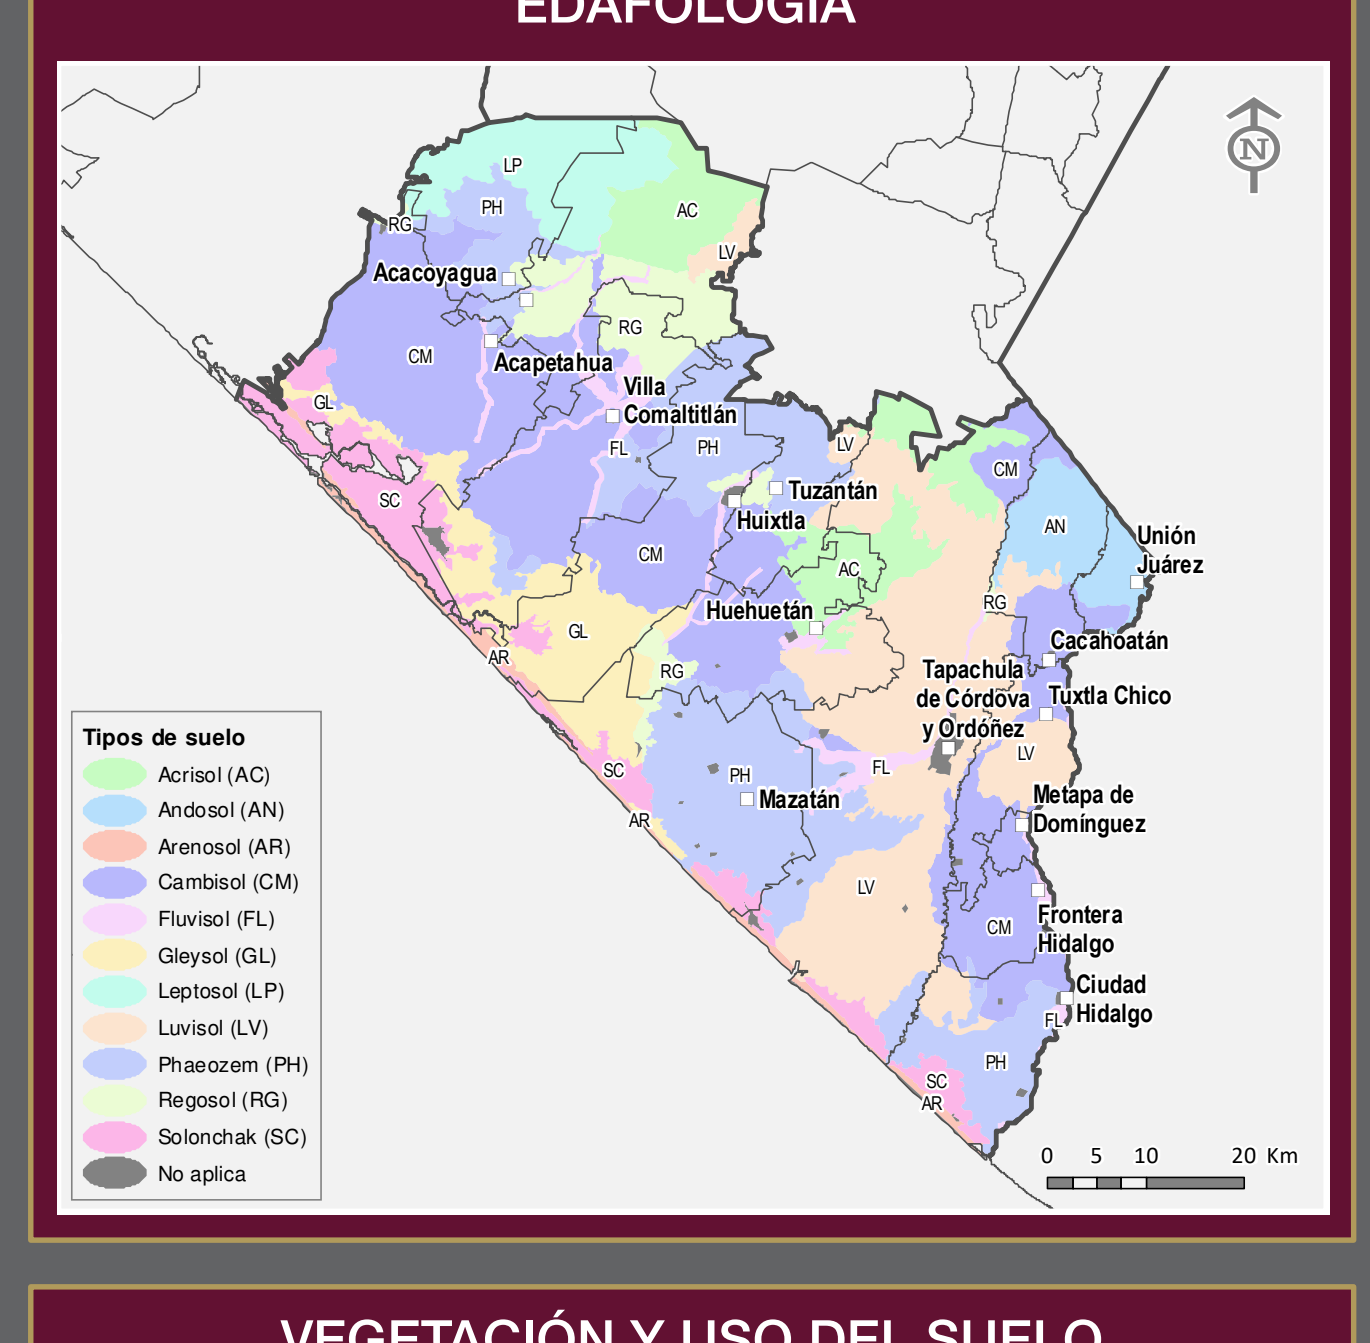 EDAFOLOGÍA
N
LP
PH
AC
RG
LV
Acacoyagua
RG
CM
Acapetahua
Villa
Comaltitlán
GL
FL
PH
LV
CM
SC
Tuzantán
Huixtla
AN
Unión
Juárez
CM
AC
RG
Huehuetán
GL
Cacahoatán
AR
RG
Tapachula
de Córdova
y Ordóñez
Tuxtla Chico
LV
SC
PH
FL
Mazatán
Metapa de
Domínguez
AR
LV
CM
Frontera
Hidalgo
Ciudad
Hidalgo
FL
PH
SC
AR
Tipos de suelo
Acrisol (AC)
Andosol (AN)
Arenosol (AR)
Cambisol (CM)
Fluvisol (FL)
Gleysol (GL)
Leptosol (LP)
Luvisol (LV)
Phaeozem (PH)
Regosol (RG)
Solonchak (SC)
No aplica
0 5 10 20 Km
VEGETACIÓN Y USO DEL SUELO